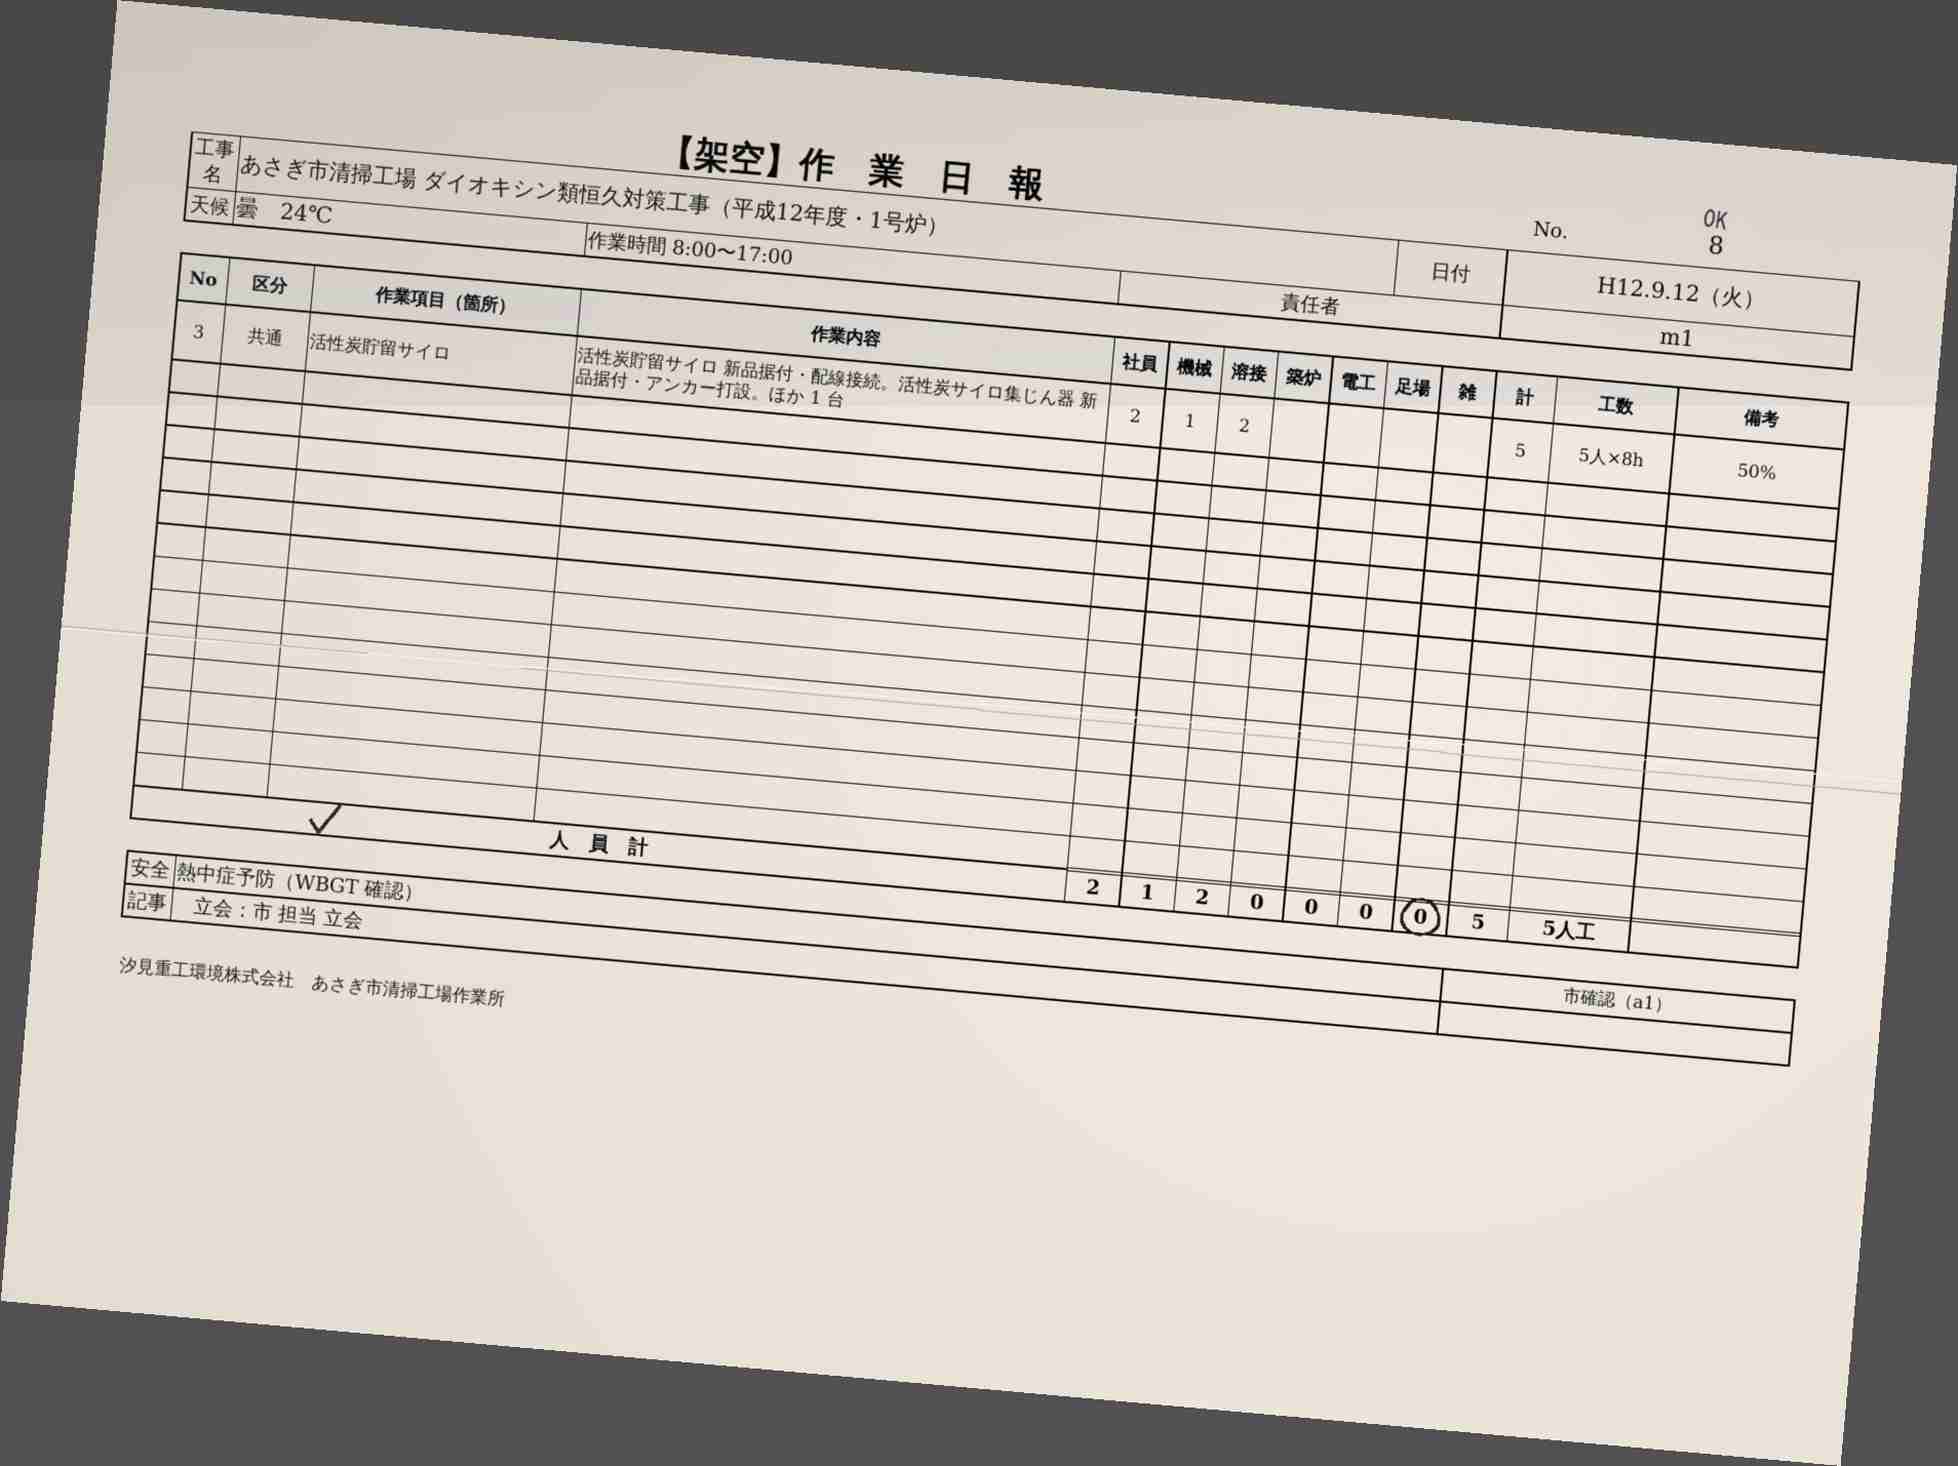 【架空】作 業 日 報
No.
OK
8
工事名 あさぎ市清掃工場 ダイオキシン類恒久対策工事（平成12年度・1号炉） 日付 H12.9.12（火）
天候 曇 24℃ 作業時間 8:00〜17:00 責任者 m1
No 区分 作業項目（箇所） 作業内容 社員 機械 溶接 築炉 電工 足場 雑 計 工数 備考
3 共通 活性炭貯留サイロ 活性炭貯留サイロ 新品据付・配線接続。活性炭サイロ集じん器 新
品据付・アンカー打設。ほか 1 台 2 1 2 5 5人×8h 50%
人 員 計 2 1 2 0 0 0 0 5 5人工
安全 熱中症予防（WBGT 確認） 市確認（a1）
記事 立会：市 担当 立会
汐見重工環境株式会社 あさぎ市清掃工場作業所